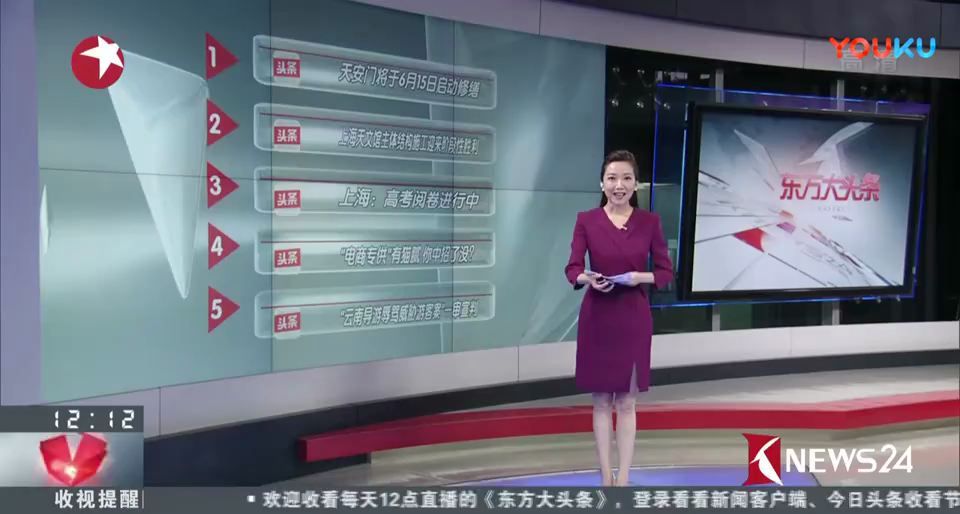 YOUKU
高清
1
头条
天安门将于6月15日启动修缮
2
头条
上海天文馆主体结构施工迎来阶段性胜利
3
头条
上海：高考阅卷进行中
4
头条
"电商专供"有猫腻 你中招了没?
5
头条
"云南导游辱骂威胁游客案"一审宣判
东方大头条
12:12
NEWS24
收视提醒
▪ 欢迎收看每天12点直播的《东方大头条》，登录看看新闻客户端、今日头条收看节